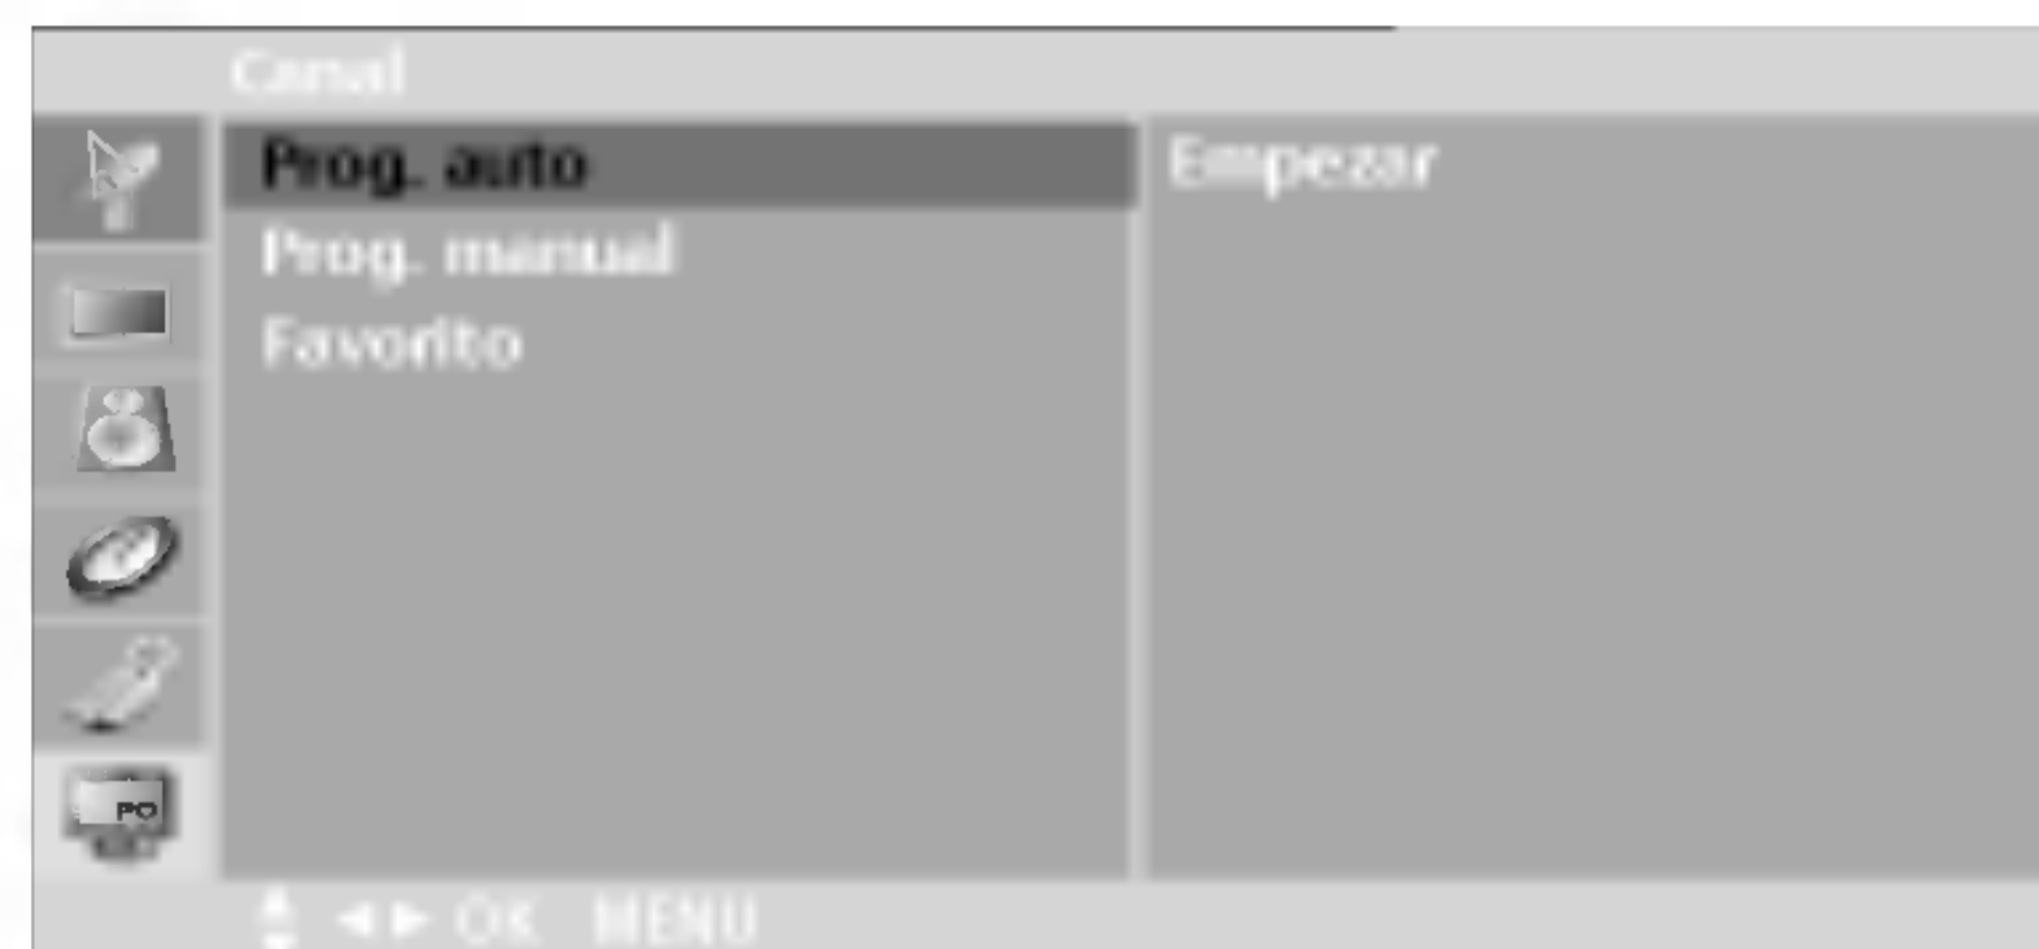 Canal
Prog. auto
Empezar
Prog. manual
Favorito
PC
OK MENU